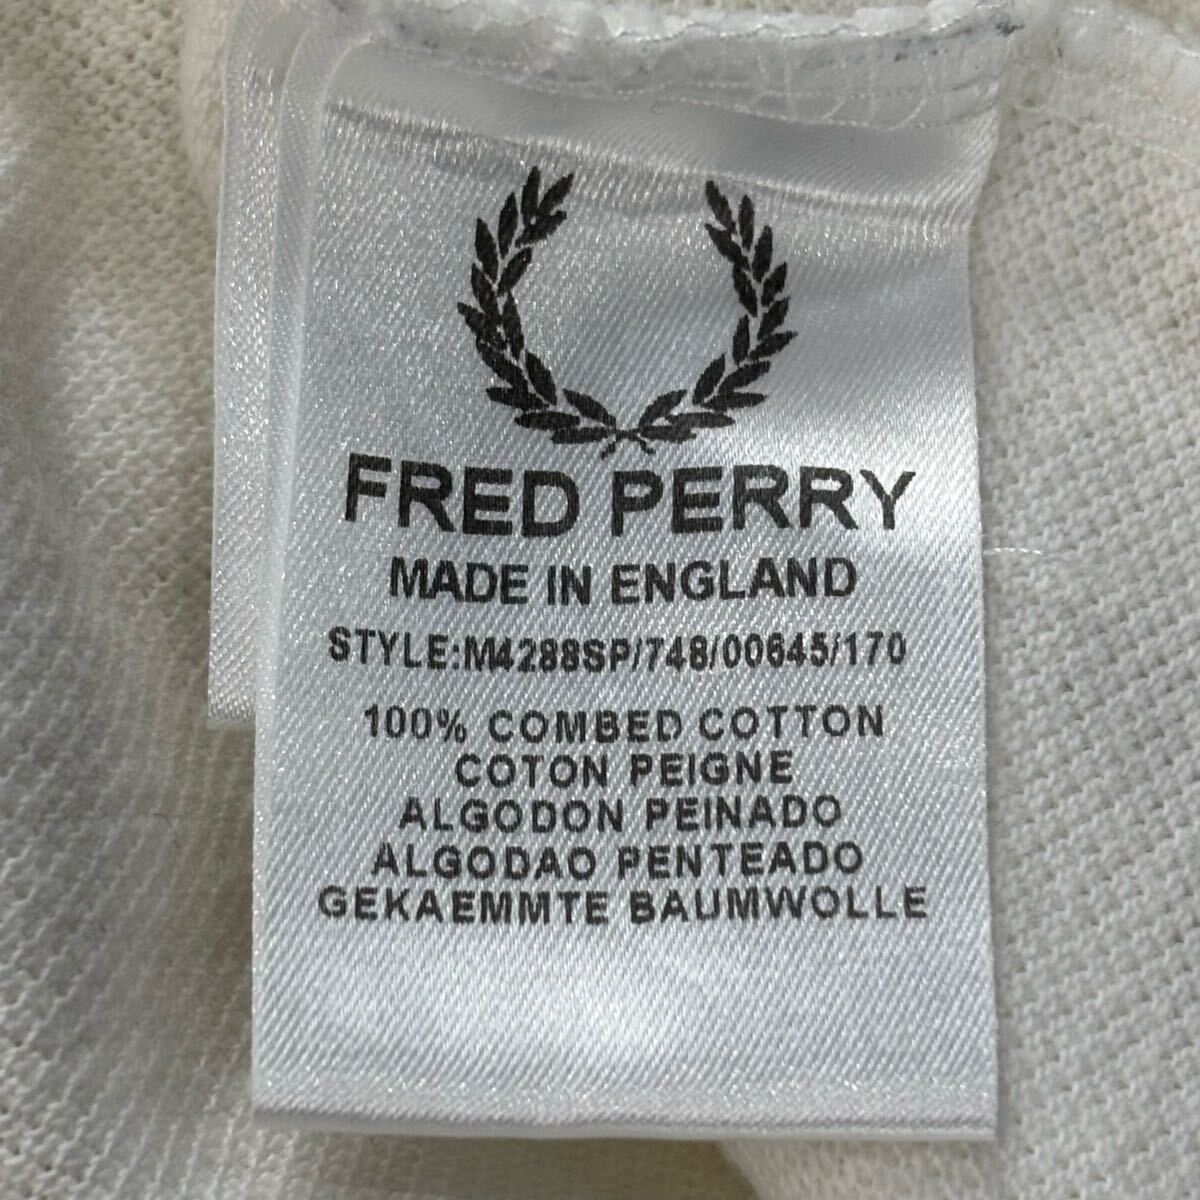 FRED PERRY
MADE IN ENGLAND
STYLE:M4288SP/748/00645/170
100% COMBED COTTON
COTON PEIGNE
ALGODON PEINADO
ALGODAO PENTEADO
GEKAEMMTE BAUMWOLLE